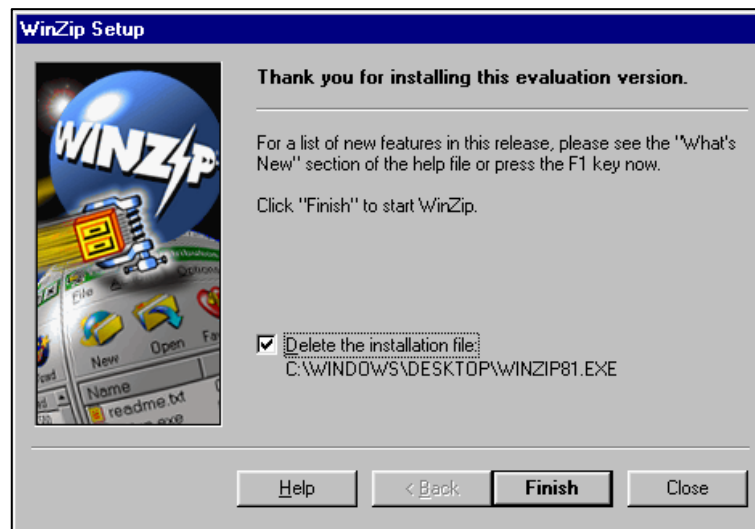 WinZip Setup
Thank you for installing this evaluation version.
For a list of new features in this release, please see the "What's
New" section of the help file or press the F1 key now.
Click "Finish" to start WinZip.
WINZIP
File
Options
New
Open
Fav
Name
readme.txt
.exe
Delete the installation file:
C:\WINDOWS\DESKTOP\WINZIP81.EXE
Help
< Back
Finish
Close